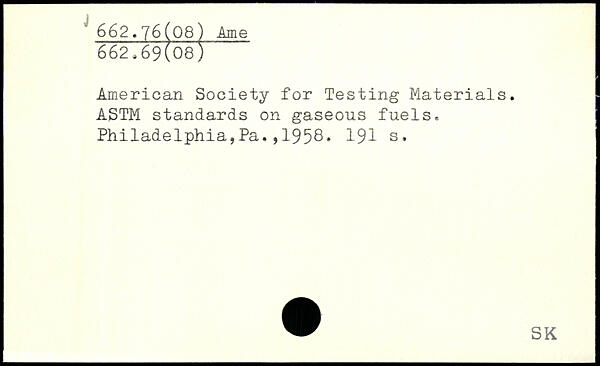 662.76(08) Ame
662.69(08)
American Society for Testing Materials.
ASTM standards on gaseous fuels.
Philadelphia,Pa.,1958. 191 s.
SK